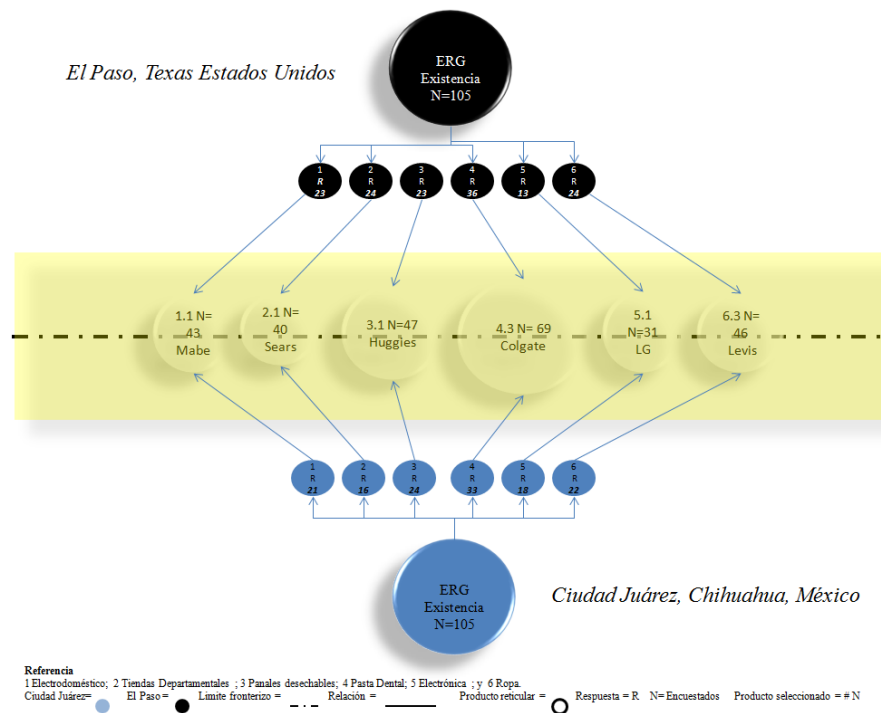 ERG
Existencia
N=105
El Paso, Texas Estados Unidos
1
R
23
2
R
24
3
R
23
4
R
36
5
R
13
6
R
24
1.1 N=
43
Mabe
2.1 N=
40
Sears
3.1 N=47
Huggies
4.3 N= 69
Colgate
5.1
N=31
LG
6.3 N=
46
Levis
1
R
21
2
R
16
3
R
24
4
R
33
5
R
18
6
R
22
ERG
Existencia
N=105
Ciudad Juárez, Chihuahua, México
Referencia
1 Electrodoméstico; 2 Tiendas Departamentales ; 3 Panales desechables; 4 Pasta Dental; 5 Electrónica ; y 6 Ropa.
Ciudad Juárez= El Paso = Limite fronterizo = Relación = Producto reticular = Respuesta = R N= Encuestados Producto seleccionado = # N